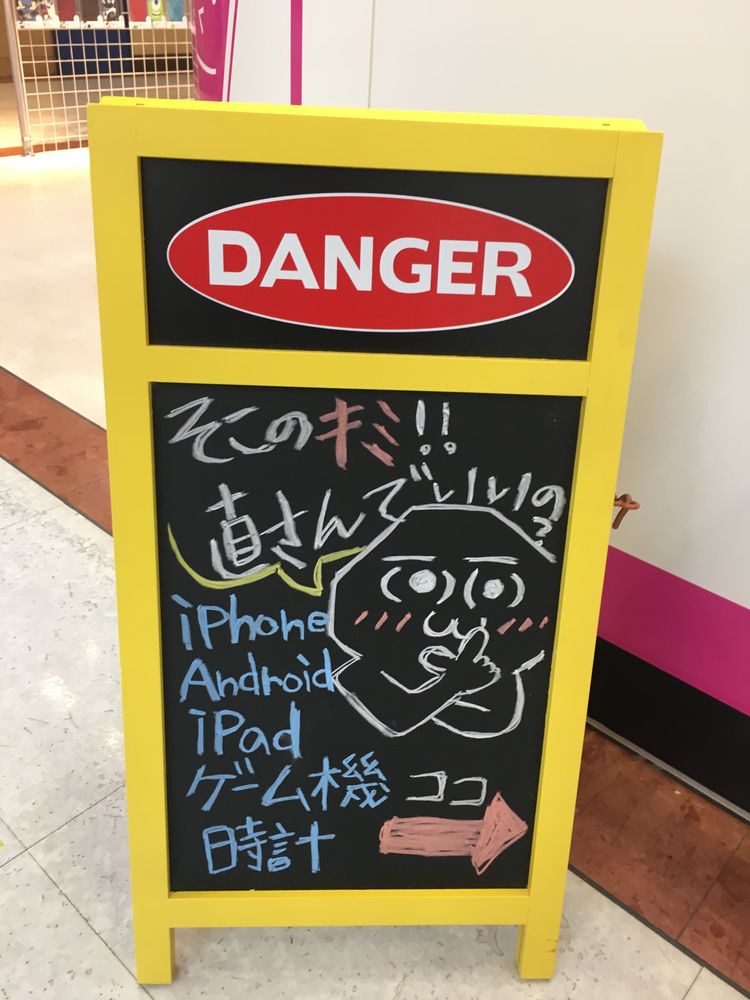 DANGER
そこのキミ!!
直さんでいいの?
iPhone
Android
iPad
ゲーム機
時計
ココ